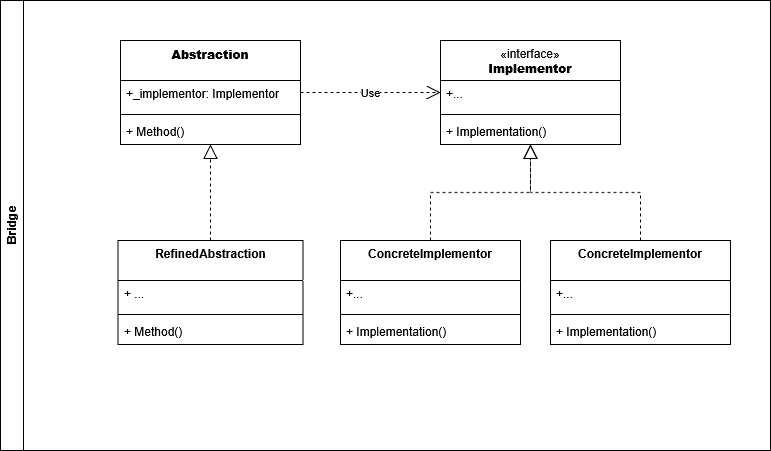 Bridge
Abstraction
+_implementor: Implementor
+ Method()
Use
«interface»
Implementor
+...
+ Implementation()
RefinedAbstraction
+ ...
+ Method()
ConcreteImplementor
+...
+ Implementation()
ConcreteImplementor
+...
+ Implementation()